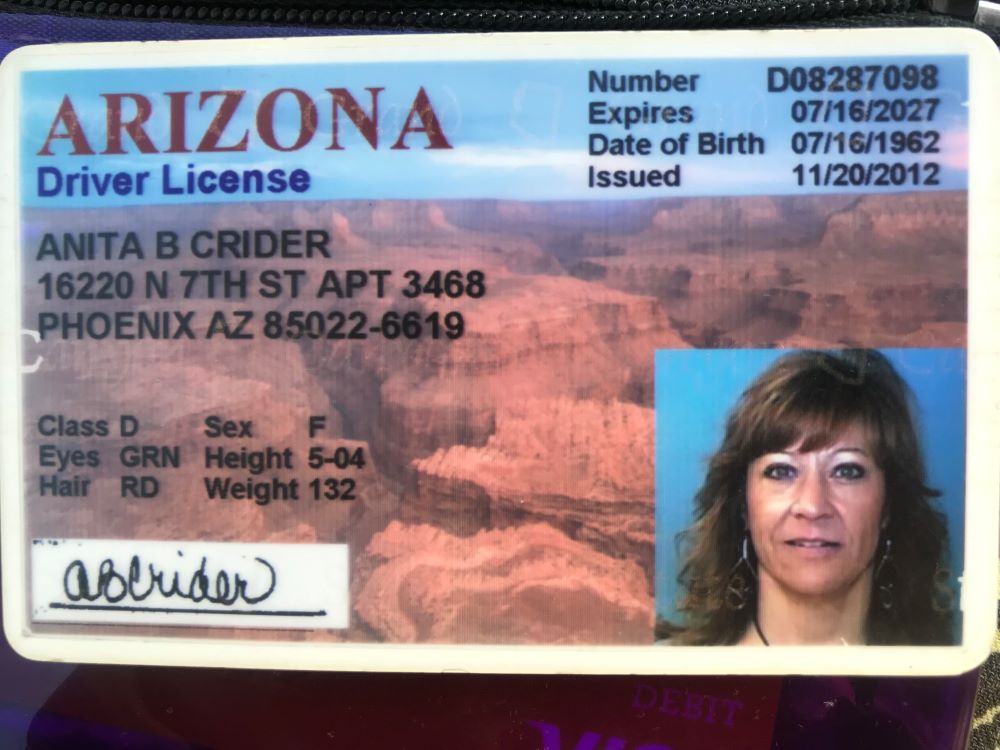 ARIZONA
Driver License
Number D08287098
Expires 07/16/2027
Date of Birth 07/16/1962
Issued 11/20/2012
ANITA B CRIDER
16220 N 7TH ST APT 3468
PHOENIX AZ 85022-6619
Class D Sex F
Eyes GRN Height 5-04
Hair RD Weight 132
abcrider
DEBIT